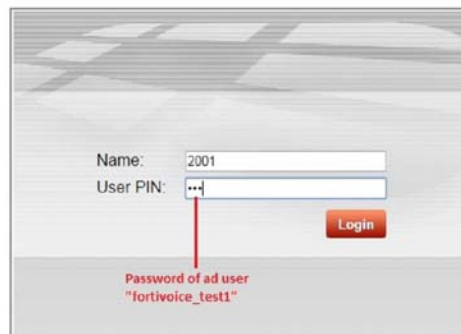 Name: 2001
User PIN: •••
Login
Password of ad user
"fortivoice_test1"